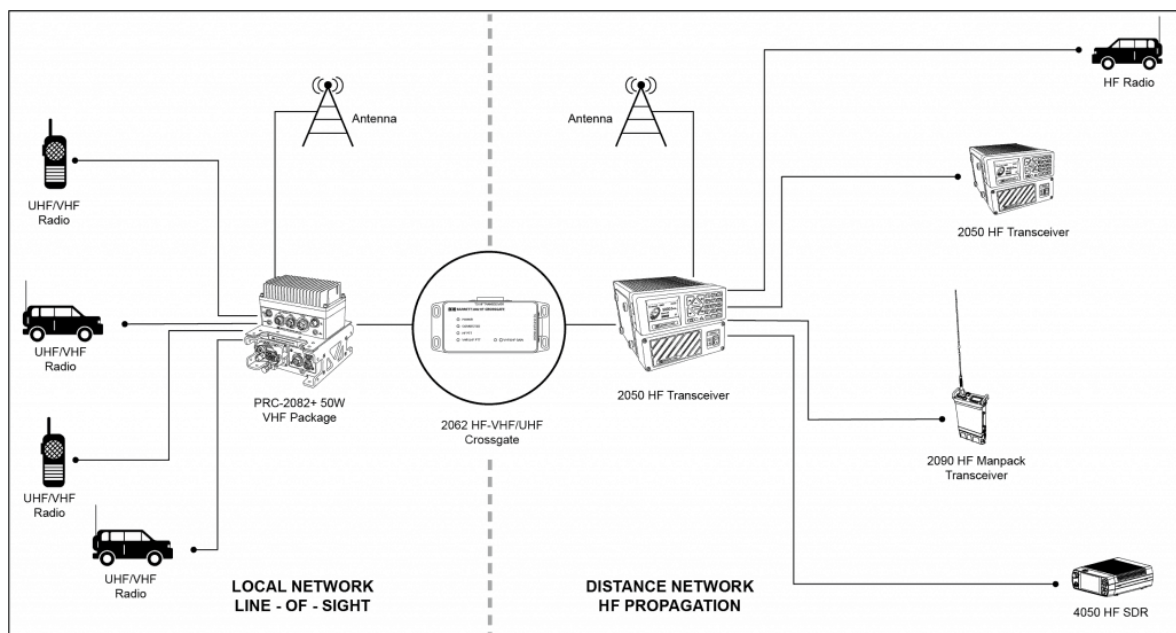 HF Radio
Antenna
Antenna
UHF/VHF
Radio
2050 HF Transceiver
UHF/VHF
Radio
PRC-2082+ 50W
VHF Package
POWER
2062 HF-VHF/UHF
Crossgate
2050 HF Transceiver
2090 HF Manpack
Transceiver
UHF/VHF
Radio
UHF/VHF
Radio
LOCAL NETWORK
LINE - OF - SIGHT
DISTANCE NETWORK
HF PROPAGATION
4050 HF SDR